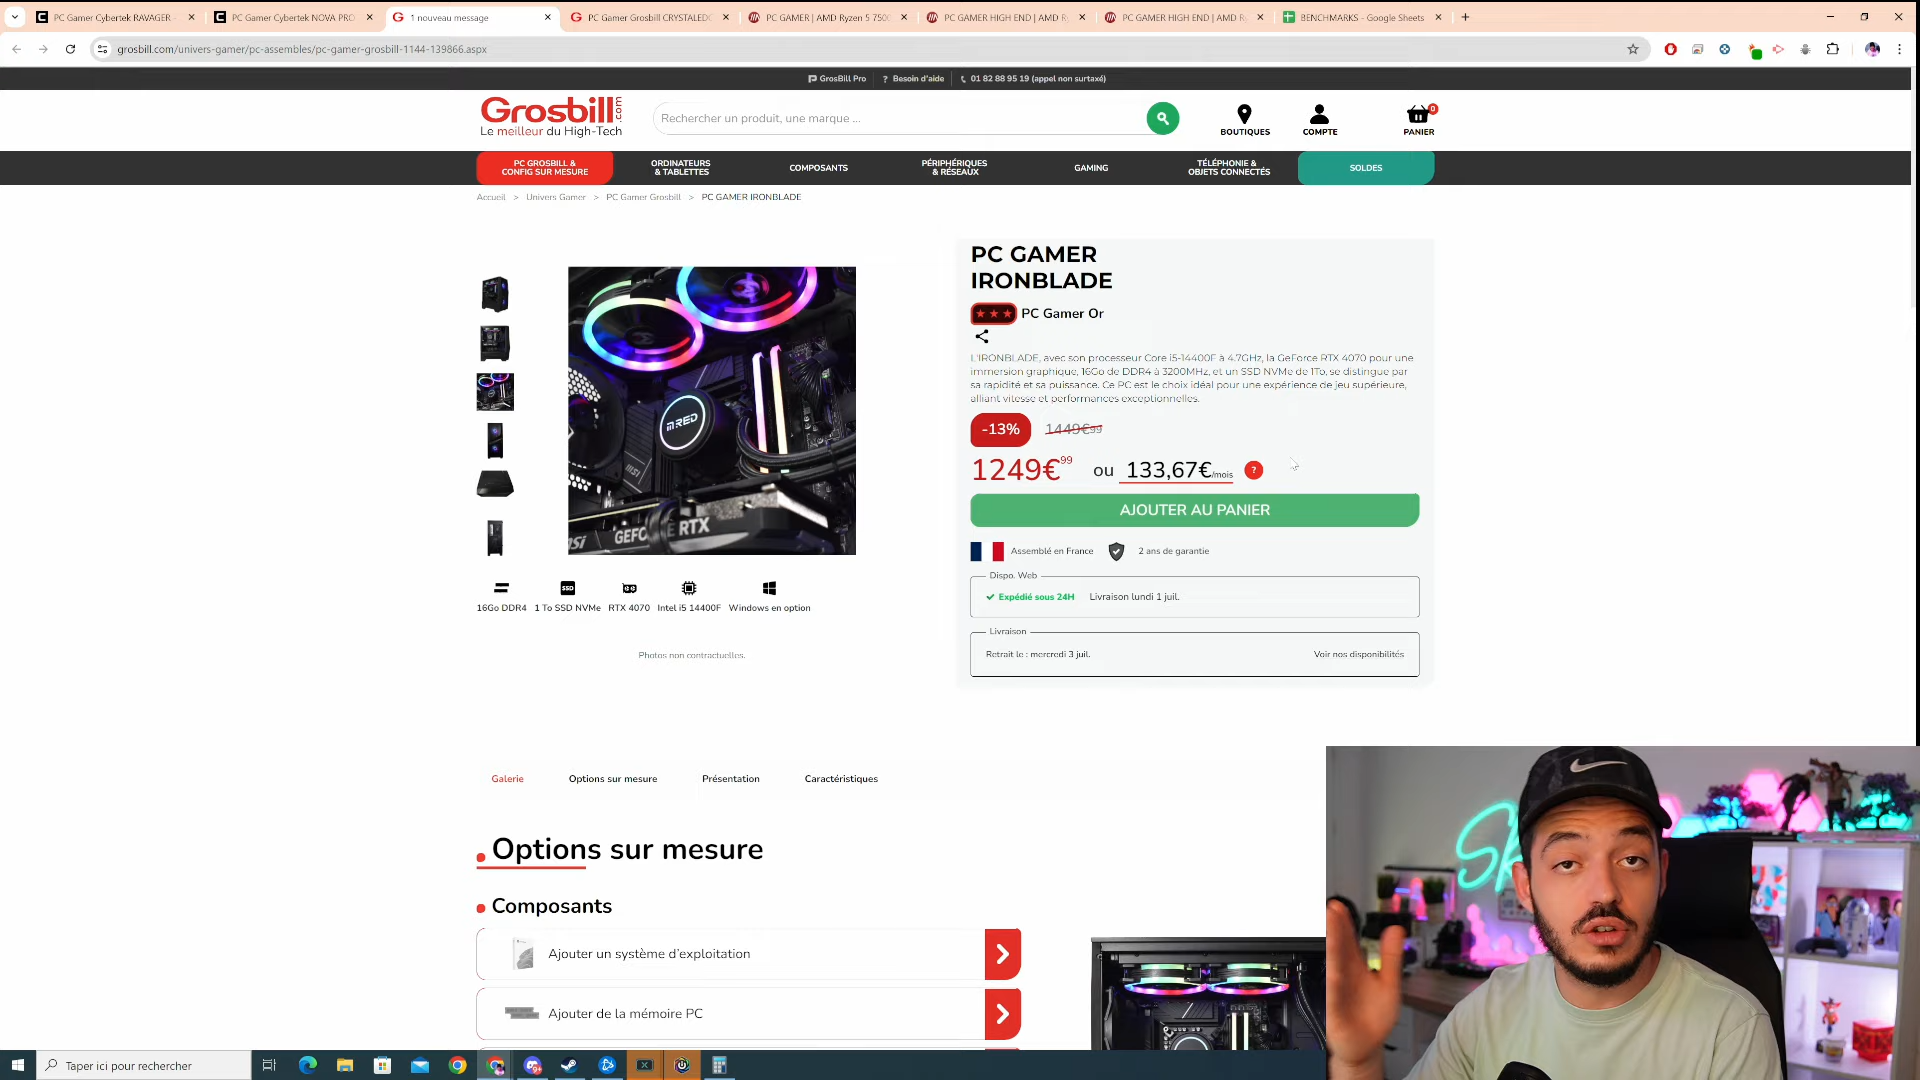 PC Gamer Cybertek RAVAGER
PC Gamer Cybertek NOVA PRO
1 nouveau message
PC Gamer Grosbill CRYSTALED
PC GAMER | AMD Ryzen 5 750
PC GAMER HIGH END | AMD R
PC GAMER HIGH END | AMD R
BENCHMARKS - Google Sheets
grosbill.com/univers-gamer/pc-assembles/pc-gamer-grosbill-1144-139866.aspx
GrosBill Pro
? Besoin d'aide
01 82 88 95 19 (appel non surtaxé)
Grosbill.com
Le meilleur du High-Tech
Rechercher un produit, une marque ...
BOUTIQUES
COMPTE
0
PANIER
PC GROSBILL &
CONFIG SUR MESURE
ORDINATEURS
& TABLETTES
COMPOSANTS
PÉRIPHÉRIQUES
& RÉSEAUX
GAMING
TÉLÉPHONIE &
OBJETS CONNECTÉS
SOLDES
Accueil > Univers Gamer > PC Gamer Grosbill > PC GAMER IRONBLADE
PC GAMER
IRONBLADE
PC Gamer Or
L'IRONBLADE, avec son processeur Core i5-14400F à 4.7GHz, la GeForce RTX 4070 pour une
immersion graphique, 16Go de DDR4 à 3200MHz, et un SSD NVMe de 1To, se distingue par
sa rapidité et sa puissance. Ce PC est le choix idéal pour une expérience de jeu supérieure,
alliant vitesse et performances exceptionnelles.
-13% 1449€99
1249€99 ou 133,67€/mois ?
AJOUTER AU PANIER
Assemblé en France
2 ans de garantie
Dispo. Web
Expédié sous 24H Livraison lundi 1 juil.
Livraison
Retrait le : mercredi 3 juil.
Voir nos disponibilités
IN RED
msi
GEFORCE RTX
SSD
16Go DDR4
1 To SSD NVMe
RTX 4070
Intel i5 14400F
Windows en option
Photos non contractuelles.
Galerie
Options sur mesure
Présentation
Caractéristiques
Options sur mesure
Composants
Ajouter un système d'exploitation
Ajouter de la mémoire PC
Sk
Taper ici pour rechercher